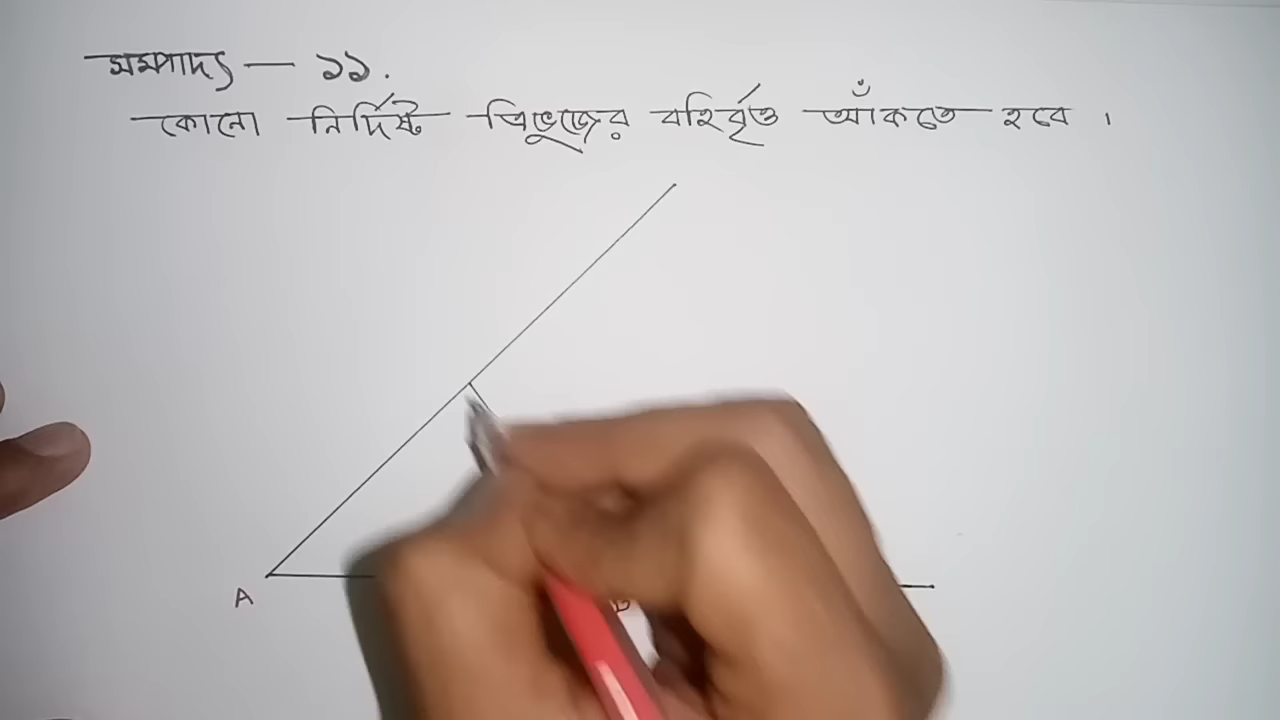 সম্পাদ্য — ১১.
কোনো নির্দিষ্ট ত্রিভুজের বহির্বৃত্ত আঁকতে হবে ।
A